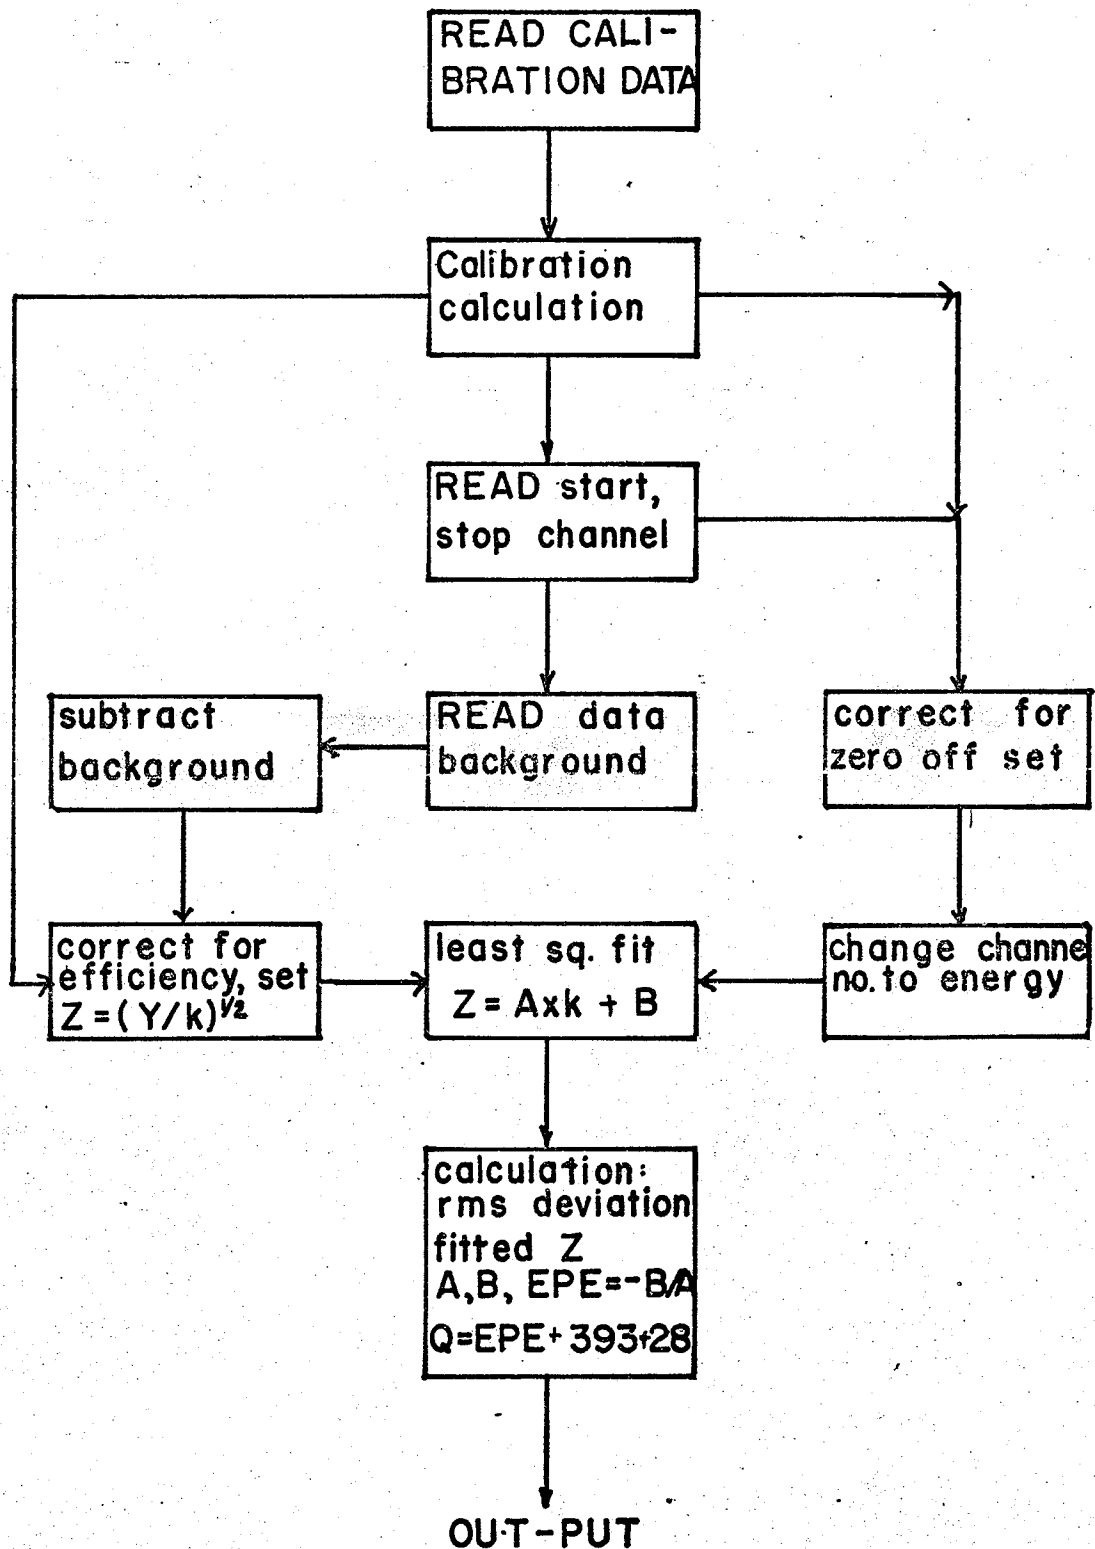 READ CALI-
BRATION DATA
Calibration
calculation
READ start,
stop channel
subtract
background
READ data
background
correct for
zero off set
correct for
efficiency, set
Z=(Y/k)^1/2
least sq. fit
Z=Axk + B
change channe
no. to energy
calculation:
rms deviation
fitted Z
A,B, EPE=-B/A
Q=EPE+393+28
OUT-PUT